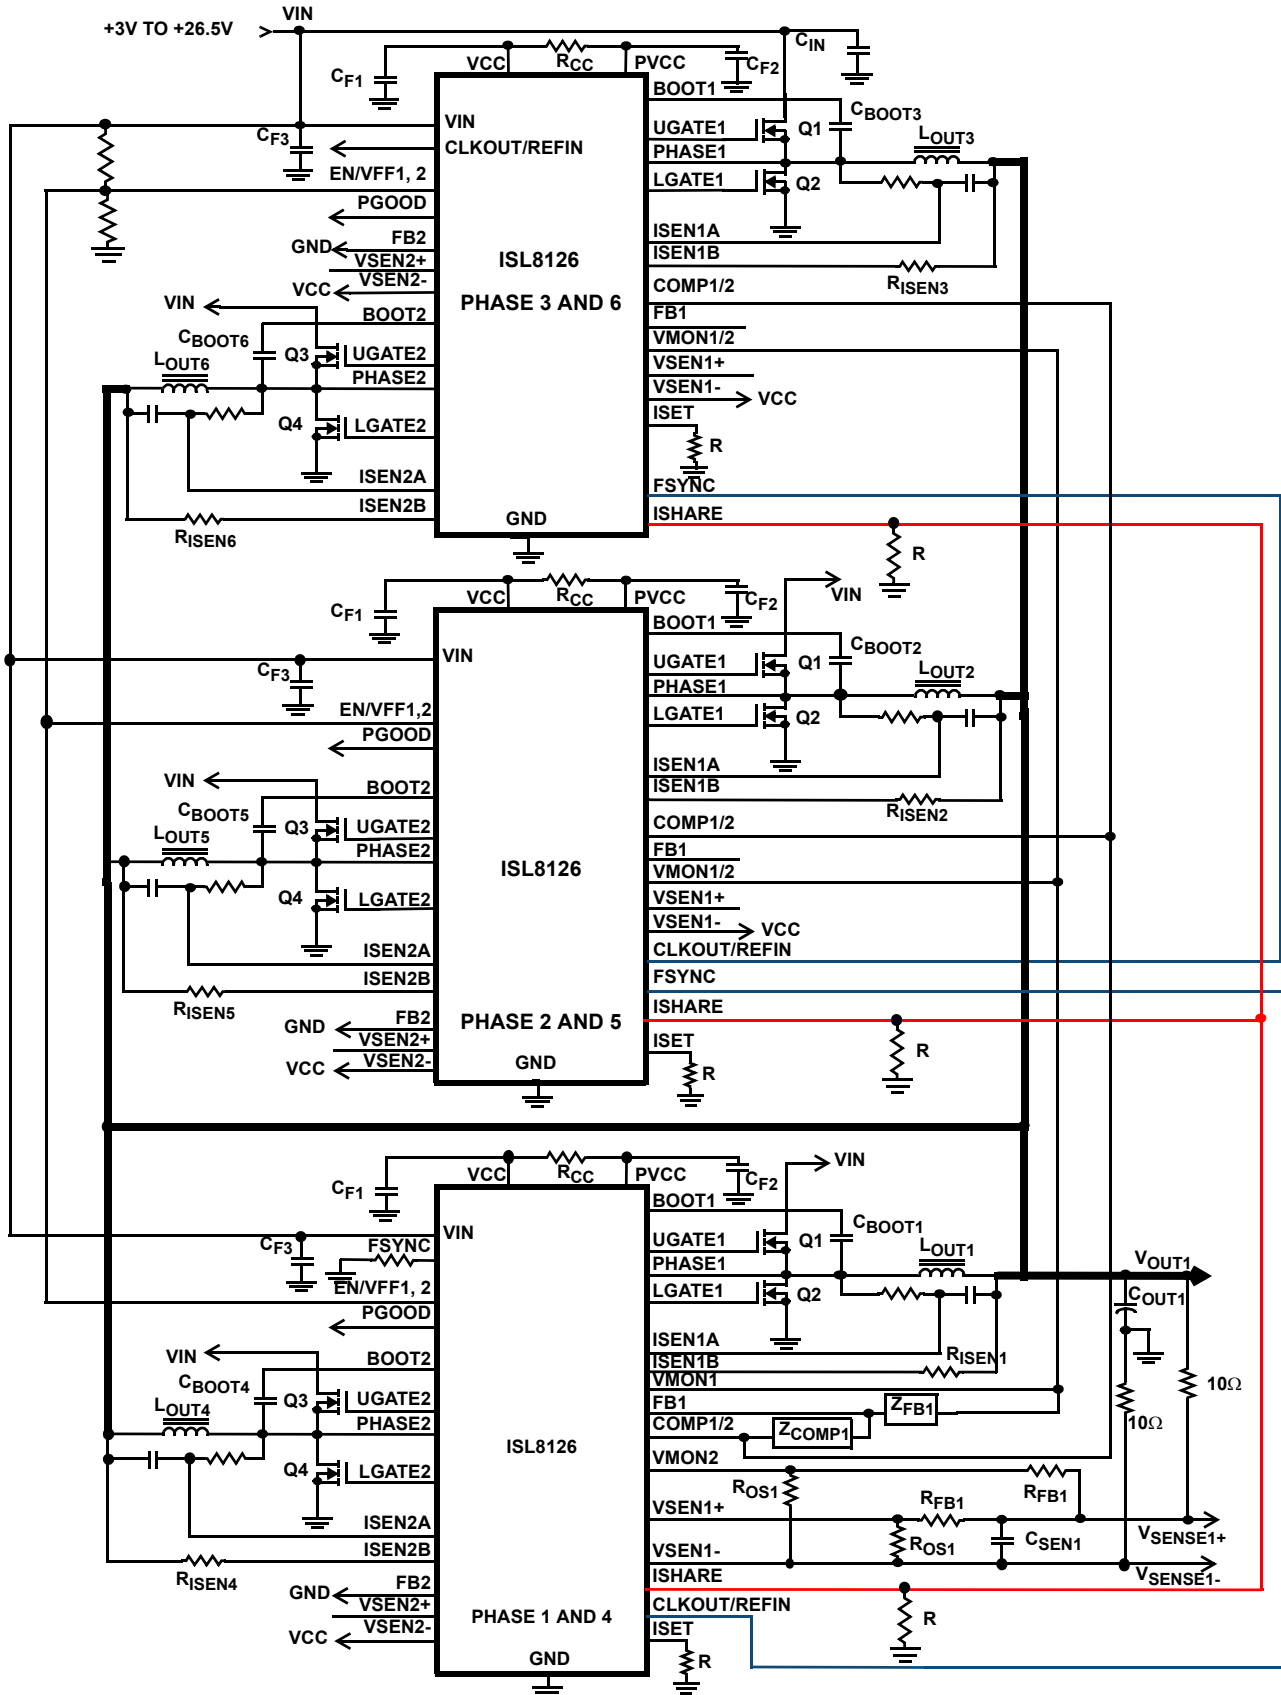 VIN
+3V TO +26.5V
CIN
VCC
RCC
PVCC
CF1
CF2
BOOT1
CBOOT3
VIN
UGATE1
Q1
LOUT3
CF3
CLKOUT/REFIN
PHASE1
EN/VFF1, 2
LGATE1
Q2
PGOOD
ISEN1A
FB2
GND
ISEN1B
VSEN2+
ISL8126
RISEN3
VSEN2-
VCC
COMP1/2
VIN
PHASE 3 AND 6
FB1
BOOT2
CBOOT6
VMON1/2
Q3
UGATE2
LOUT6
VSEN1+
PHASE2
VSEN1-
VCC
ISET
Q4
LGATE2
R
ISEN2A
FSYNC
ISEN2B
GND
ISHARE
RISEN6
R
VCC
RCC
PVCC
CF1
CF2
VIN
BOOT1
CBOOT2
VIN
UGATE1
Q1
LOUT2
CF3
PHASE1
EN/VFF1,2
LGATE1
Q2
PGOOD
ISEN1A
VIN
BOOT2
ISEN1B
CBOOT5
RISEN2
Q3
UGATE2
COMP1/2
LOUT5
PHASE2
FB1
ISL8126
VMON1/2
Q4
LGATE2
VSEN1+
VSEN1-
VCC
ISEN2A
CLKOUT/REFIN
ISEN2B
FSYNC
RISEN5
ISHARE
GND
FB2
PHASE 2 AND 5
VSEN2+
ISET
R
VCC
VSEN2-
GND
R
VCC
RCC
PVCC
VIN
CF1
CF2
BOOT1
CBOOT1
VIN
CF3
FSYNC
UGATE1
Q1
LOUT1
PHASE1
VOUT1
EN/VFF1, 2
LGATE1
Q2
COUT1
PGOOD
ISEN1A
VIN
BOOT2
ISEN1B
RISEN1
CBOOT4
VMON1
10Ω
Q3
UGATE2
FB1
ZFB1
LOUT4
PHASE2
COMP1/2
ZCOMP1
10Ω
ISL8126
VMON2
Q4
LGATE2
ROS1
RFB1
VSEN1+
RFB1
ISEN2A
ROS1
CSEN1
VSENSE1+
ISEN2B
VSEN1-
RISEN4
ISHARE
VSENSE1-
GND
FB2
CLKOUT/REFIN
VSEN2+
PHASE 1 AND 4
R
VCC
VSEN2-
ISET
GND
R